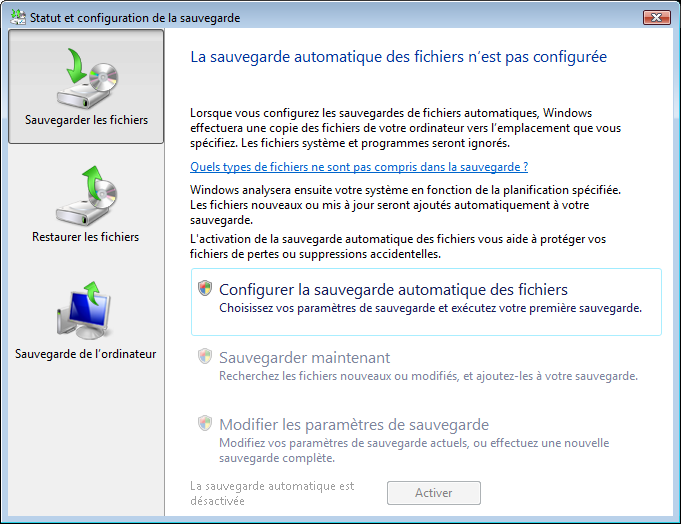 Statut et configuration de la sauvegarde
Sauvegarder les fichiers
Restaurer les fichiers
Sauvegarde de l'ordinateur
La sauvegarde automatique des fichiers n'est pas configurée
Lorsque vous configurez les sauvegardes de fichiers automatiques, Windows
effectuera une copie des fichiers de votre ordinateur vers l'emplacement que vous
spécifiez. Les fichiers système et programmes seront ignorés.
Quels types de fichiers ne sont pas compris dans la sauvegarde ?
Windows analysera ensuite votre système en fonction de la planification spécifiée.
Les fichiers nouveaux ou mis à jour seront ajoutés automatiquement à votre
sauvegarde.
L'activation de la sauvegarde automatique des fichiers vous aide à protéger vos
fichiers de pertes ou suppressions accidentelles.
Configurer la sauvegarde automatique des fichiers
Choisissez vos paramètres de sauvegarde et exécutez votre première sauvegarde.
Sauvegarder maintenant
Recherchez les fichiers nouveaux ou modifiés, et ajoutez-les à votre sauvegarde.
Modifier les paramètres de sauvegarde
Modifiez vos paramètres de sauvegarde actuels, ou effectuez une nouvelle
sauvegarde complète.
La sauvegarde automatique est
désactivée
Activer